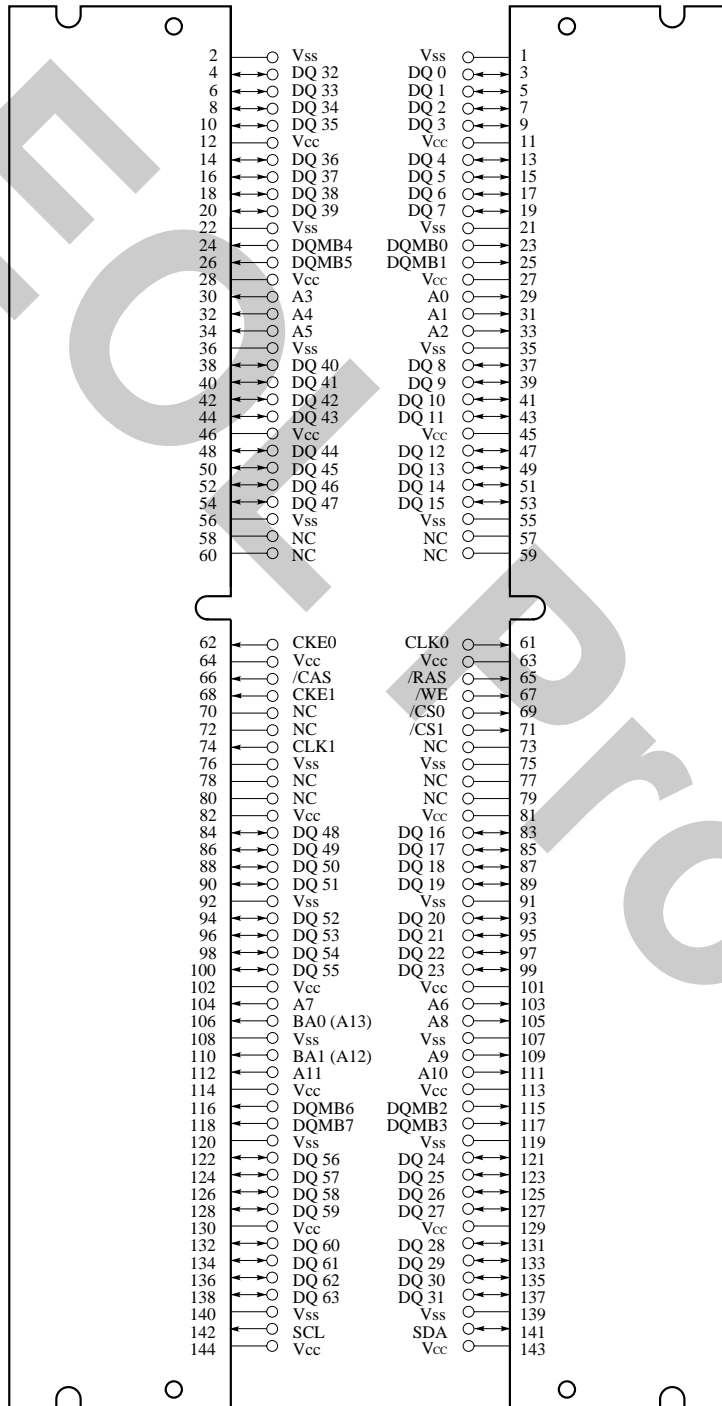 2 Vss Vss 1
4 DQ 32 DQ 0 3
6 DQ 33 DQ 1 5
8 DQ 34 DQ 2 7
10 DQ 35 DQ 3 9
12 Vcc Vcc 11
14 DQ 36 DQ 4 13
16 DQ 37 DQ 5 15
18 DQ 38 DQ 6 17
20 DQ 39 DQ 7 19
22 Vss Vss 21
24 DQMB4 DQMB0 23
26 DQMB5 DQMB1 25
28 Vcc Vcc 27
30 A3 A0 29
32 A4 A1 31
34 A5 A2 33
36 Vss Vss 35
38 DQ 40 DQ 8 37
40 DQ 41 DQ 9 39
42 DQ 42 DQ 10 41
44 DQ 43 DQ 11 43
46 Vcc Vcc 45
48 DQ 44 DQ 12 47
50 DQ 45 DQ 13 49
52 DQ 46 DQ 14 51
54 DQ 47 DQ 15 53
56 Vss Vss 55
58 NC NC 57
60 NC NC 59
62 CKE0 CLK0 61
64 Vcc Vcc 63
66 /CAS /RAS 65
68 CKE1 /WE 67
70 NC /CS0 69
72 NC /CS1 71
74 CLK1 NC 73
76 Vss Vss 75
78 NC NC 77
80 NC NC 79
82 Vcc Vcc 81
84 DQ 48 DQ 16 83
86 DQ 49 DQ 17 85
88 DQ 50 DQ 18 87
90 DQ 51 DQ 19 89
92 Vss Vss 91
94 DQ 52 DQ 20 93
96 DQ 53 DQ 21 95
98 DQ 54 DQ 22 97
100 DQ 55 DQ 23 99
102 Vcc Vcc 101
104 A7 A6 103
106 BA0 (A13) A8 105
108 Vss Vss 107
110 BA1 (A12) A9 109
112 A11 A10 111
114 Vcc Vcc 113
116 DQMB6 DQMB2 115
118 DQMB7 DQMB3 117
120 Vss Vss 119
122 DQ 56 DQ 24 121
124 DQ 57 DQ 25 123
126 DQ 58 DQ 26 125
128 DQ 59 DQ 27 127
130 Vcc Vcc 129
132 DQ 60 DQ 28 131
134 DQ 61 DQ 29 133
136 DQ 62 DQ 30 135
138 DQ 63 DQ 31 137
140 Vss Vss 139
142 SCL SDA 141
144 Vcc Vcc 143
EOL Pro